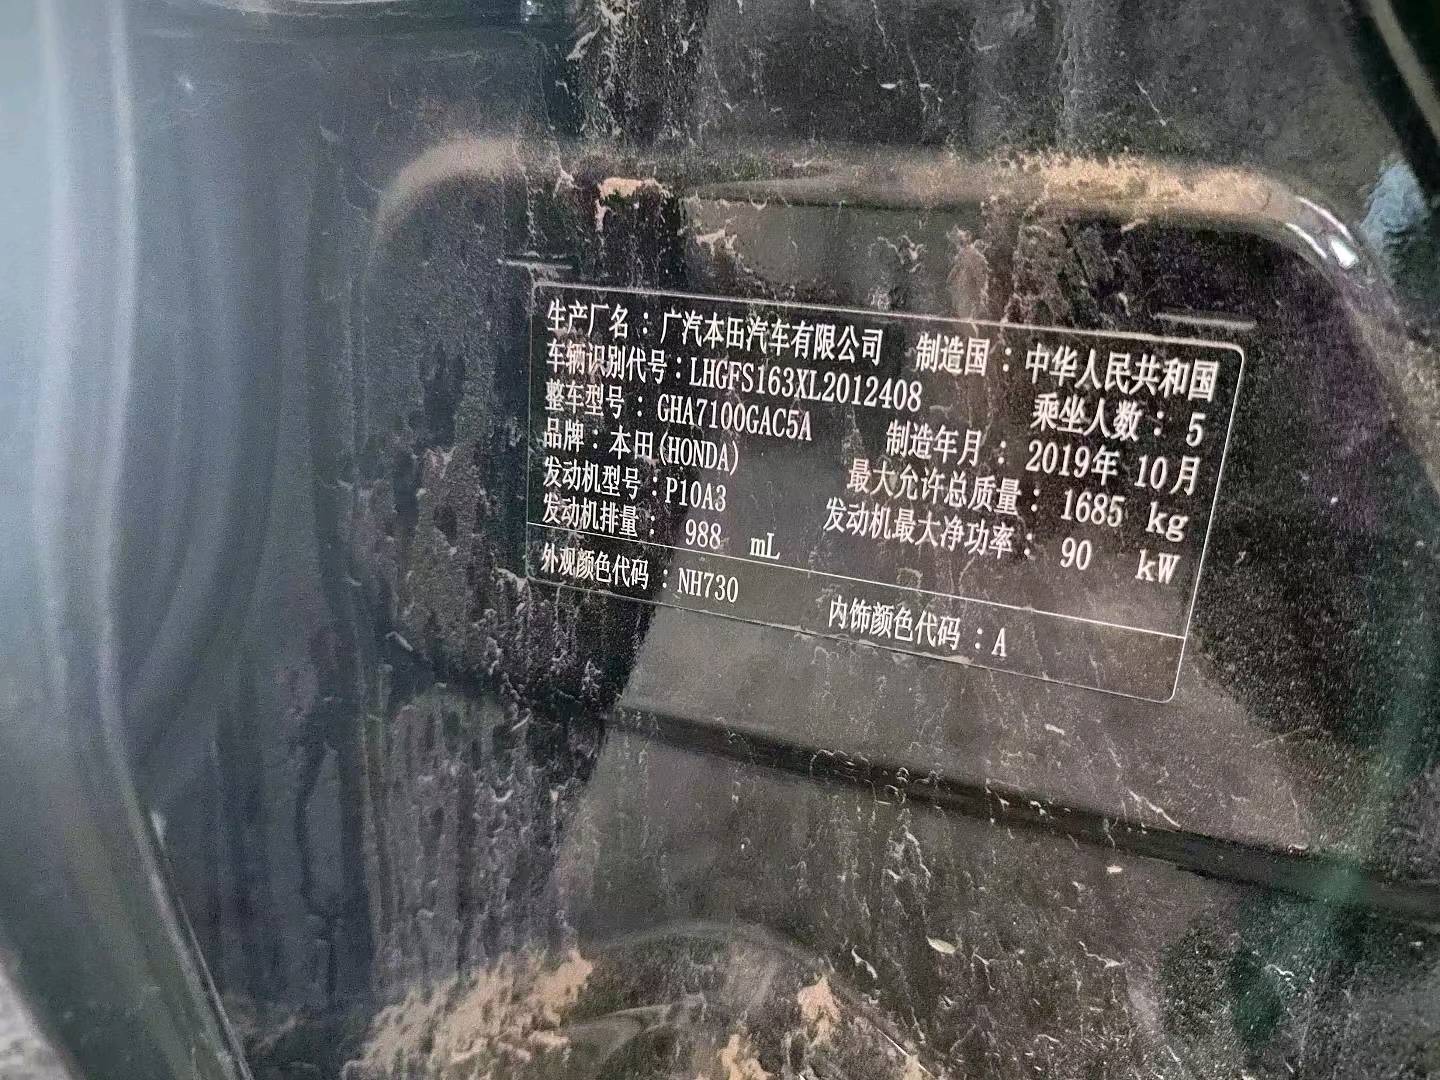 生产厂名：广汽本田汽车有限公司 制造国：中华人民共和国
车辆识别代号：LHGFS163XL2012408 乘坐人数：5
整车型号：GHA7100GAC5A 制造年月：2019年 10月
品牌：本田(HONDA) 最大允许总质量：1685 kg
发动机型号：P10A3 发动机最大净功率：90 kW
发动机排量：988 mL
外观颜色代码：NH730 内饰颜色代码：A